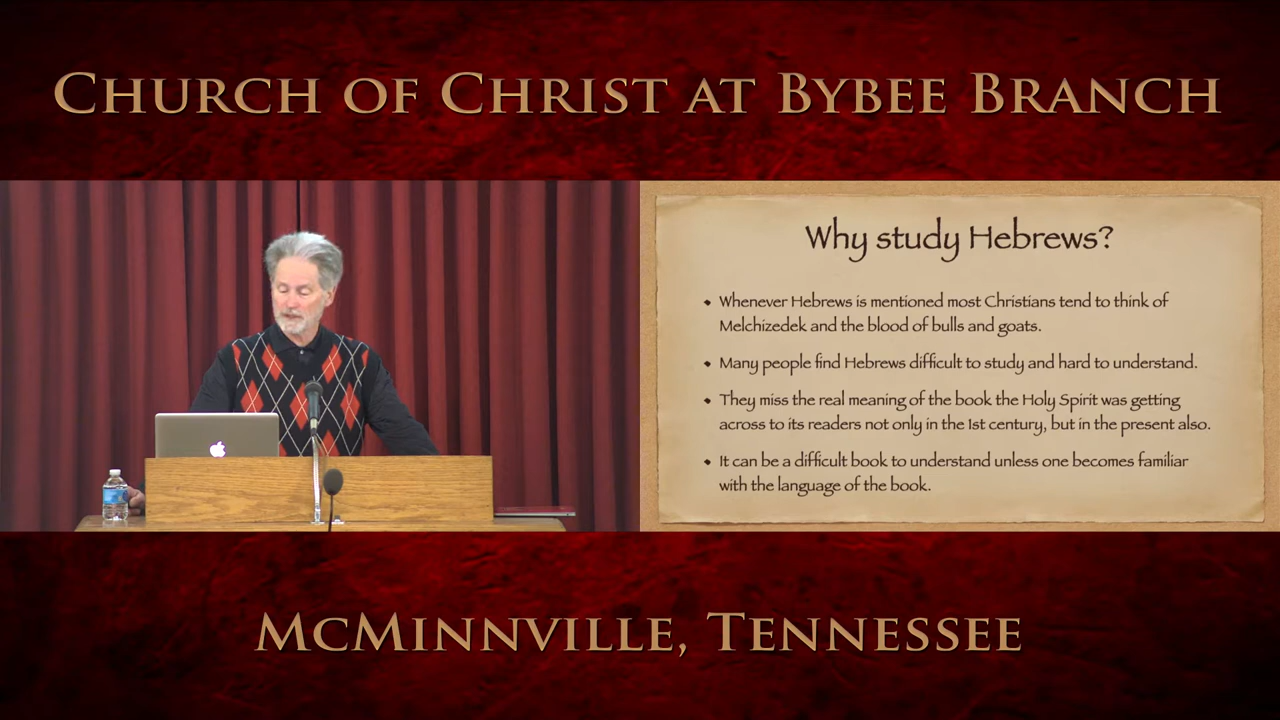 CHURCH OF CHRIST AT BYBEE BRANCH
Why study Hebrews?
• Whenever Hebrews is mentioned most Christians tend to think of
Melchizedek and the blood of bulls and goats.
• Many people find Hebrews difficult to study and hard to understand.
• They miss the real meaning of the book the Holy Spirit was getting
across to its readers not only in the 1st century, but in the present also.
• It can be a difficult book to understand unless one becomes familiar
with the language of the book.
MCMINNVILLE, TENNESSEE